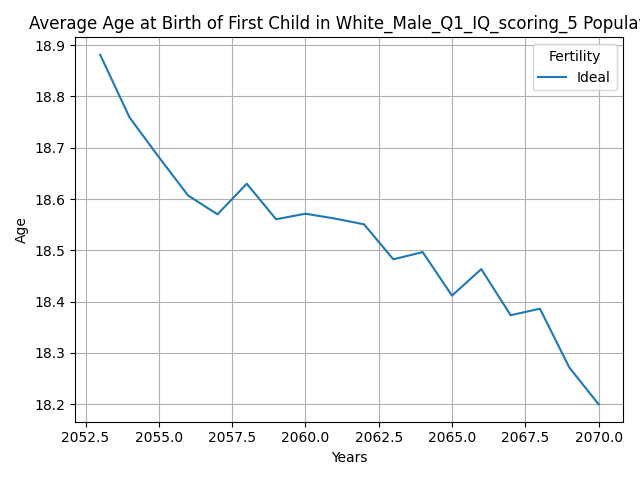 Average Age at Birth of First Child in White_Male_Q1_IQ_scoring_5 Popula
Fertility
Ideal
18.9
18.8
18.7
18.6
18.5
18.4
18.3
18.2
Age
2052.5 2055.0 2057.5 2060.0 2062.5 2065.0 2067.5 2070.0
Years